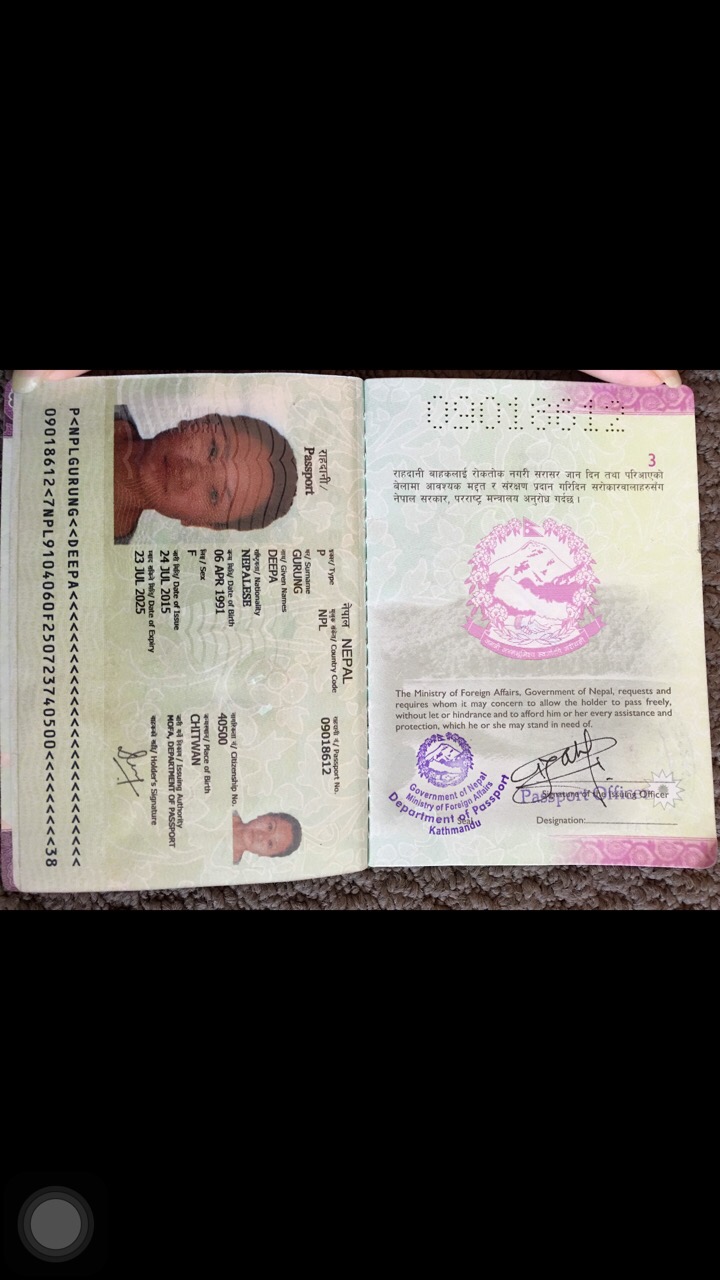 राहदानी /
Passport
नेपाल NEPAL
प्रकार/ Type
P
मुलुक कोड/ Country Code
NPL
राहदानी नं/ Passport No.
09018612
थर/ Surname
GURUNG
नाम/ Given Names
DEEPA
राष्ट्रियता/ Nationality
NEPALESE
जन्म मिति/ Date of Birth
06 APR 1991
नागरिकता नं/ Citizenship No.
40500
लिङ्ग/ Sex
F
जन्मस्थान/ Place of Birth
CHITWAN
जारी मिति/ Date of Issue
24 JUL 2015
जारी गर्ने निकाय/ Issuing Authority
MOFA, DEPARTMENT OF PASSPORT
Date of Expiry
23 JUL 2025
Holder's Signature
P<NPLGURUNG<<DEEPA<<<<<<<<<<<<<<<<<<<<<<<<<<
09018612<7NPL9104060F250723740500<<<<<<<<<38
09018612
3
राहदानी बाहकलाई रोकतोक नगरी सरासर जान दिन तथा परिआएको
बेलामा आवश्यक मद्दत र संरक्षण प्रदान गरिदिन सरोकारवालाहरुसंग
नेपाल सरकार, परराष्ट्र मन्त्रालय अनुरोध गर्दछ ।
The Ministry of Foreign Affairs, Government of Nepal, requests and
requires whom it may concern to allow the holder to pass freely,
without let or hindrance and to afford him or her every assistance and
protection, which he or she may stand in need of.
Government of Nepal
Ministry of Foreign Affairs
Department of Passport
Kathmandu
Seal
Passport Officer
Signature of the Issuing Officer
Designation: